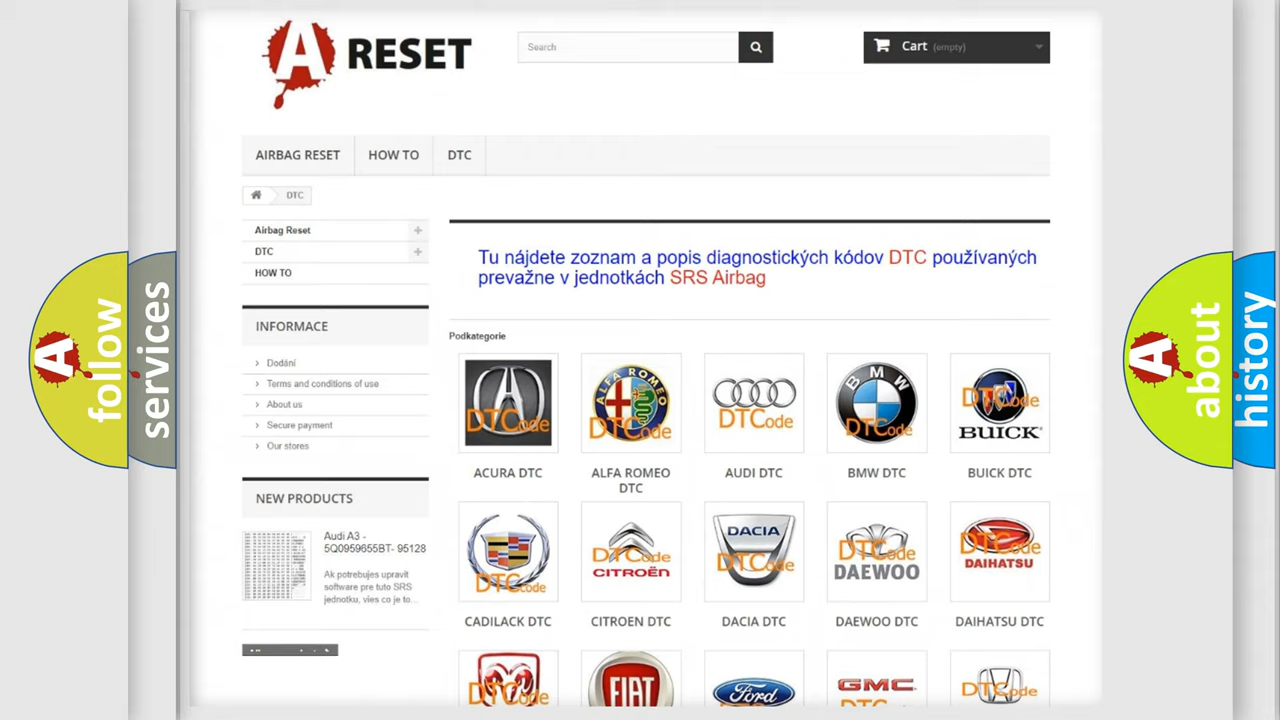 A RESET
Search
Cart (empty)
AIRBAG RESET
HOW TO
DTC
DTC
Airbag Reset
DTC
HOW TO
Tu nájdete zoznam a popis diagnostických kódov DTC používaných
prevažne v jednotkách SRS Airbag
INFORMACE
Dodání
Terms and conditions of use
About us
Secure payment
Our stores
Podkategorie
DTCode
ALFA ROMEO
DTCode
DTCode
BMW
DTCode
DTCode
BUICK
ACURA DTC
ALFA ROMEO
DTC
AUDI DTC
BMW DTC
BUICK DTC
NEW PRODUCTS
Audi A3 -
5Q0959655BT- 95128
Ak potrebujes upravit
software pre tuto SRS
jednotku, vies co je to...
DTCode
DTCode
CITROËN
DACIA
DTCode
DTCode
DAEWOO
DTCode
DAIHATSU
CADILACK DTC
CITROEN DTC
DACIA DTC
DAEWOO DTC
DAIHATSU DTC
DTCode
FIAT
Ford
GMC
DTCode
A follow
services
A about
history